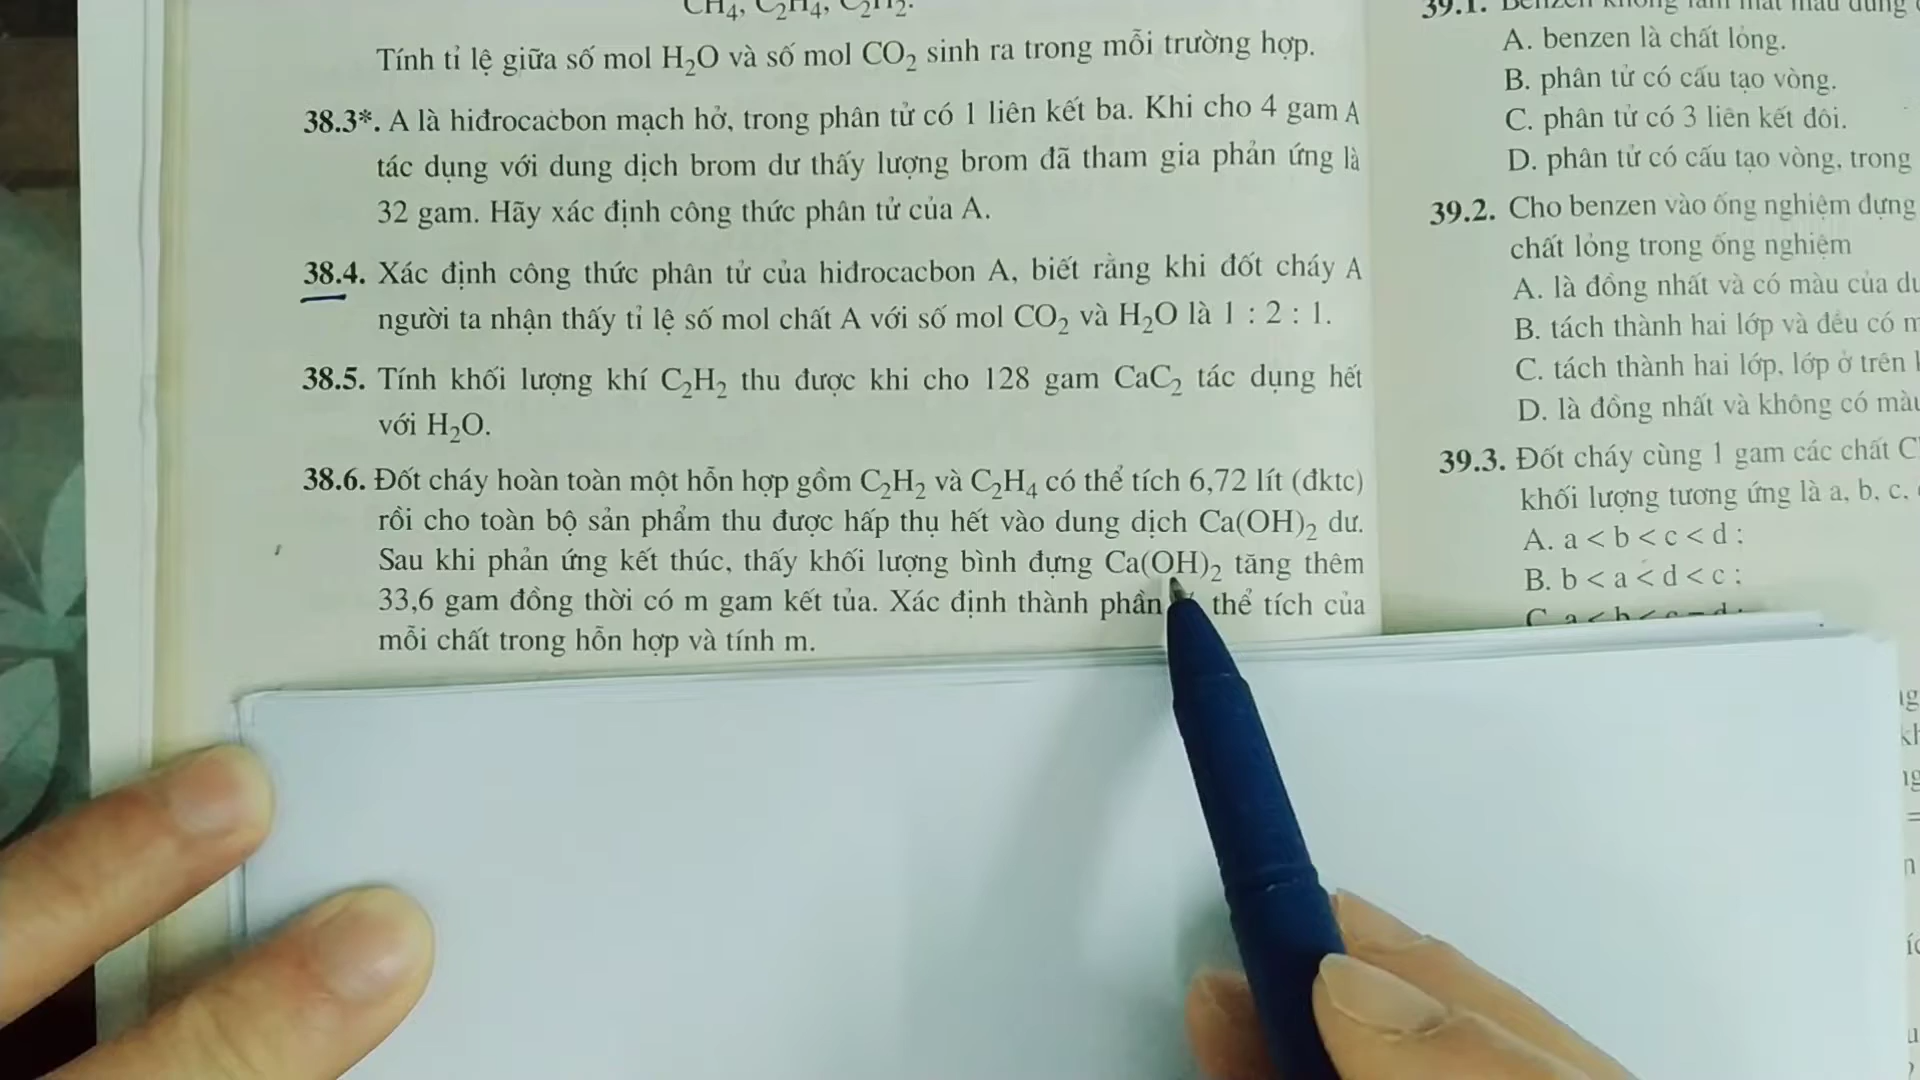 CH₄, C₂H₄, C₂H₂.
Tính tỉ lệ giữa số mol H₂O và số mol CO₂ sinh ra trong mỗi trường hợp.
38.3*. A là hiđrocacbon mạch hở, trong phân tử có 1 liên kết ba. Khi cho 4 gam A
tác dụng với dung dịch brom dư thấy lượng brom đã tham gia phản ứng là
32 gam. Hãy xác định công thức phân tử của A.
38.4. Xác định công thức phân tử của hiđrocacbon A, biết rằng khi đốt cháy A
người ta nhận thấy tỉ lệ số mol chất A với số mol CO₂ và H₂O là 1 : 2 : 1.
38.5. Tính khối lượng khí C₂H₂ thu được khi cho 128 gam CaC₂ tác dụng hết
với H₂O.
38.6. Đốt cháy hoàn toàn một hỗn hợp gồm C₂H₂ và C₂H₄ có thể tích 6,72 lít (đktc)
rồi cho toàn bộ sản phẩm thu được hấp thụ hết vào dung dịch Ca(OH)₂ dư.
Sau khi phản ứng kết thúc, thấy khối lượng bình đựng Ca(OH)₂ tăng thêm
33,6 gam đồng thời có m gam kết tủa. Xác định thành phần thể tích của
mỗi chất trong hỗn hợp và tính m.
39.1. Benzen không làm mất màu dung
A. benzen là chất lỏng.
B. phân tử có cấu tạo vòng.
C. phân tử có 3 liên kết đôi.
D. phân tử có cấu tạo vòng, trong
39.2. Cho benzen vào ống nghiệm đựng
chất lỏng trong ống nghiệm
A. là đồng nhất và có màu của
B. tách thành hai lớp và đều có
C. tách thành hai lớp, lớp ở trên
D. là đồng nhất và không có
39.3. Đốt cháy cùng 1 gam các chất
khối lượng tương ứng là a, b, c,
A. a < b < c < d ;
B. b < a < d < c ;
C. a < b < c = d ;